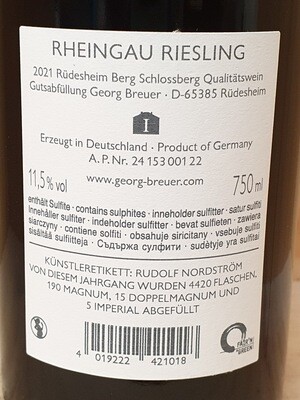 RHEINGAU RIESLING
2021 Rüdesheim Berg Schlossberg Qualitätswein
Gutsabfüllung Georg Breuer · D-65385 Rüdesheim
Erzeugt in Deutschland · Product of Germany
A. P. Nr. 24 153 001 22
11,5% vol
www.georg-breuer.com
750 ml
enthält Sulfite · contains sulphites · inneholder sulfitter · satur sulfīti
Innehåller sulfiter · indeholder sulfitter · bevat sulfieten · zawiera
siarczyny · contiene solfiti · obsahuje siricitany · vsebuje sulfiti
sisältää sulfiitteja · Съдържа сулфити · sudėtyje yra sulfitai
KÜNSTLERETIKETT: RUDOLF NORDSTRÖM
VON DIESEM JAHRGANG WURDEN 4420 FLASCHEN,
190 MAGNUM, 15 DOPPELMAGNUM UND
5 IMPERIAL ABGEFÜLLT
4 019222 421018